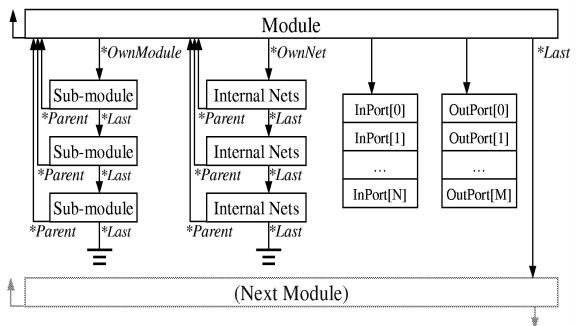 Module
*OwnModule *OwnNet *Last
Sub-module Internal Nets InPort[0] OutPort[0]
*Parent *Last *Parent *Last InPort[1] OutPort[1]
Sub-module Internal Nets ... ...
*Parent *Last *Parent *Last
Sub-module Internal Nets InPort[N] OutPort[M]
*Parent *Last *Parent *Last
(Next Module)